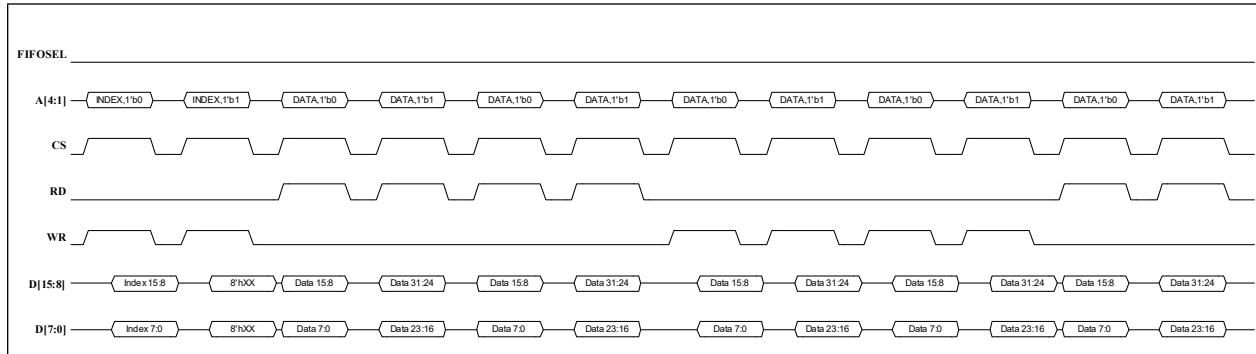 FIFOSEL
A[4:1] INDEX,1'b0 INDEX,1'b1 DATA,1'b0 DATA,1'b1 DATA,1'b0 DATA,1'b1 DATA,1'b0 DATA,1'b1 DATA,1'b0 DATA,1'b1 DATA,1'b0 DATA,1'b1
CS
RD
WR
D[15:8] Index 15:8 8'hXX Data 15:8 Data 31:24 Data 15:8 Data 31:24 Data 15:8 Data 31:24 Data 15:8 Data 31:24 Data 15:8 Data 31:24
D[7:0] Index 7:0 8'hXX Data 7:0 Data 23:16 Data 7:0 Data 23:16 Data 7:0 Data 23:16 Data 7:0 Data 23:16 Data 7:0 Data 23:16